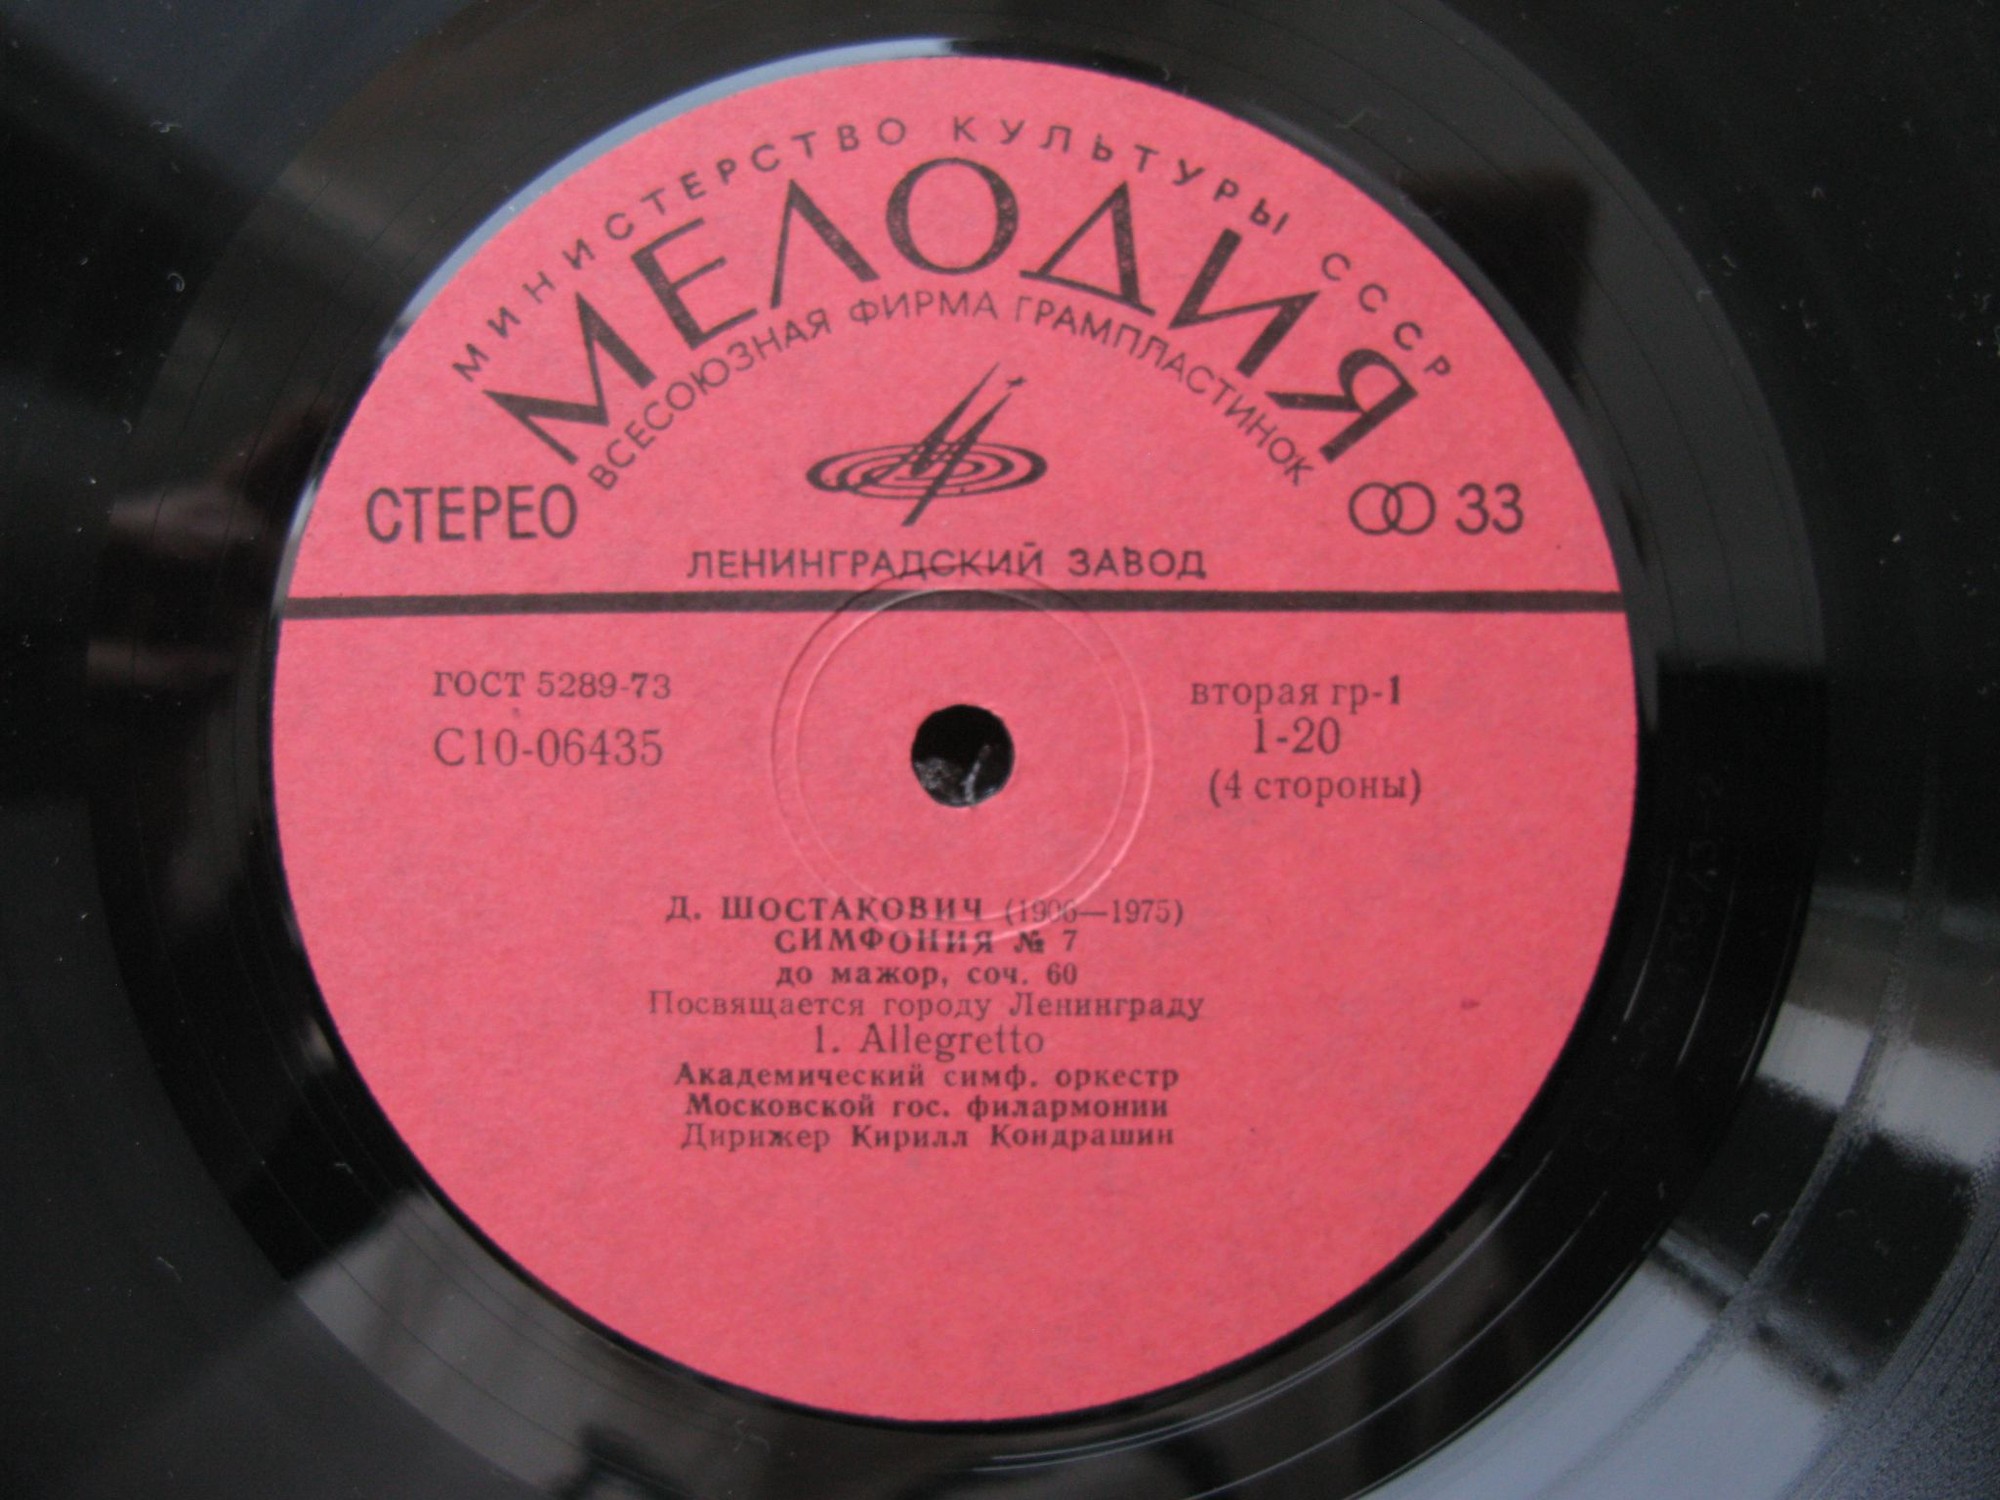 МИНИСТЕРСТВО КУЛЬТУРЫ СССР
МЕЛОДИЯ
ВСЕСОЮЗНАЯ ФИРМА ГРАМПЛАСТИНОК
СТЕРЕО
33
ЛЕНИНГРАДСКИЙ ЗАВОД
ГОСТ 5289-73
С10-06435
вторая гр-1
1-20
(4 стороны)
Д. ШОСТАКОВИЧ (1906—1975)
СИМФОНИЯ № 7
до мажор, соч. 60
Посвящается городу Ленинграду
1. Allegretto
Академический симф. оркестр
Московской гос. филармонии
Дирижер Кирилл Кондрашин